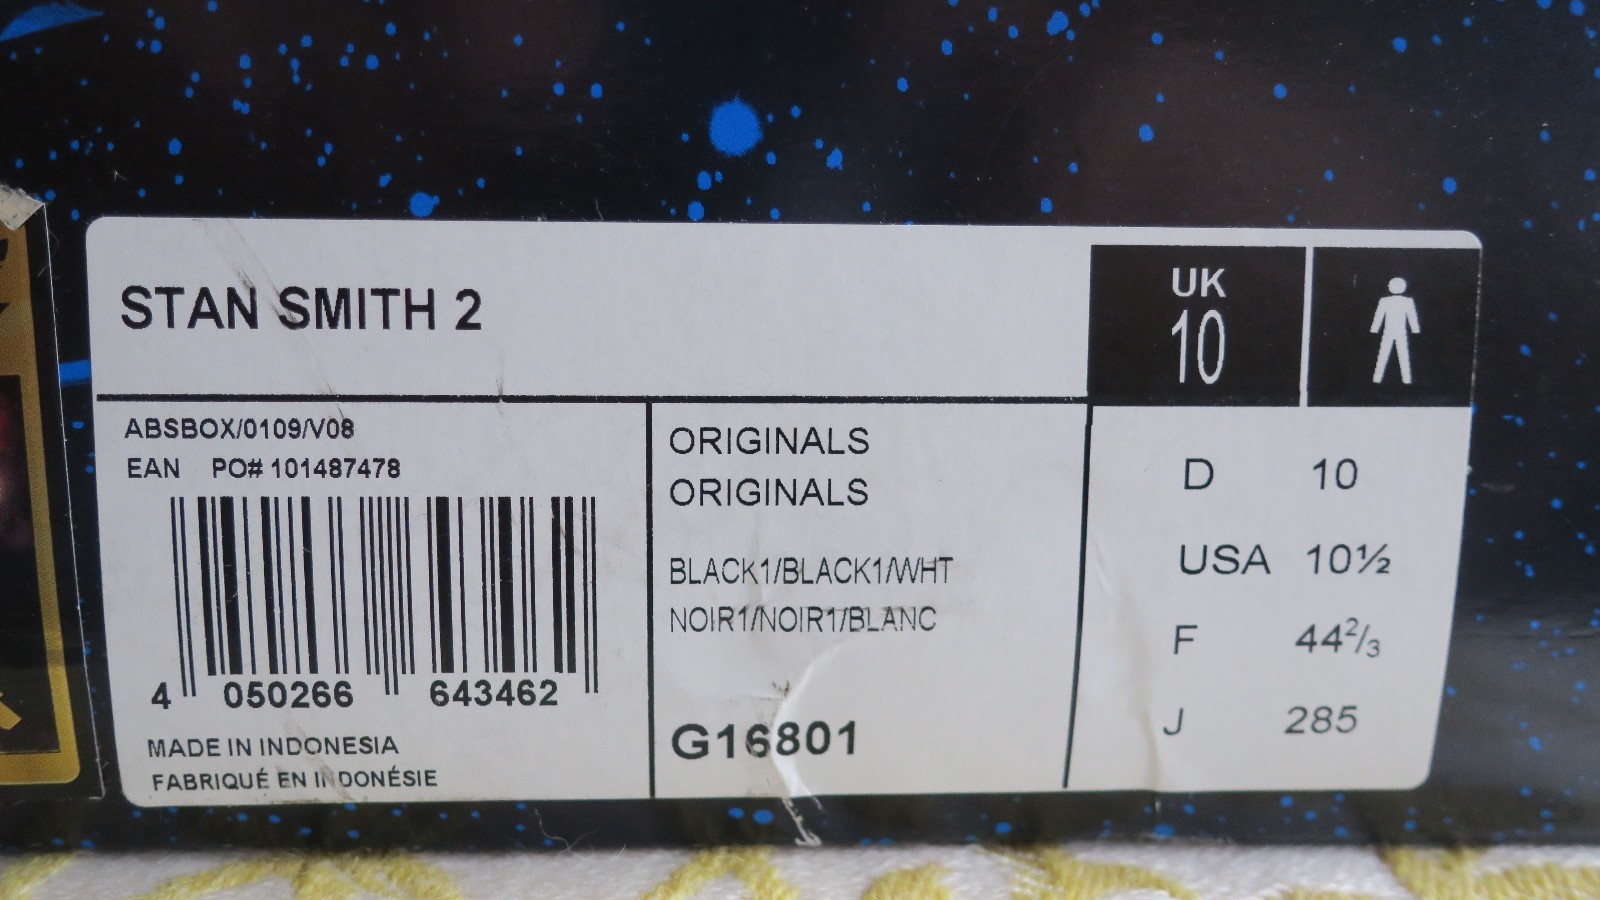 STAN SMITH 2
UK
10
ABSBOX/0109/V08
EAN PO# 101487478
4 050266 643462
MADE IN INDONESIA
FABRIQUÉ EN INDONÉSIE
ORIGINALS
ORIGINALS
BLACK1/BLACK1/WHT
NOIR1/NOIR1/BLANC
G16801
D 10
USA 10½
F 44⅔
J 285